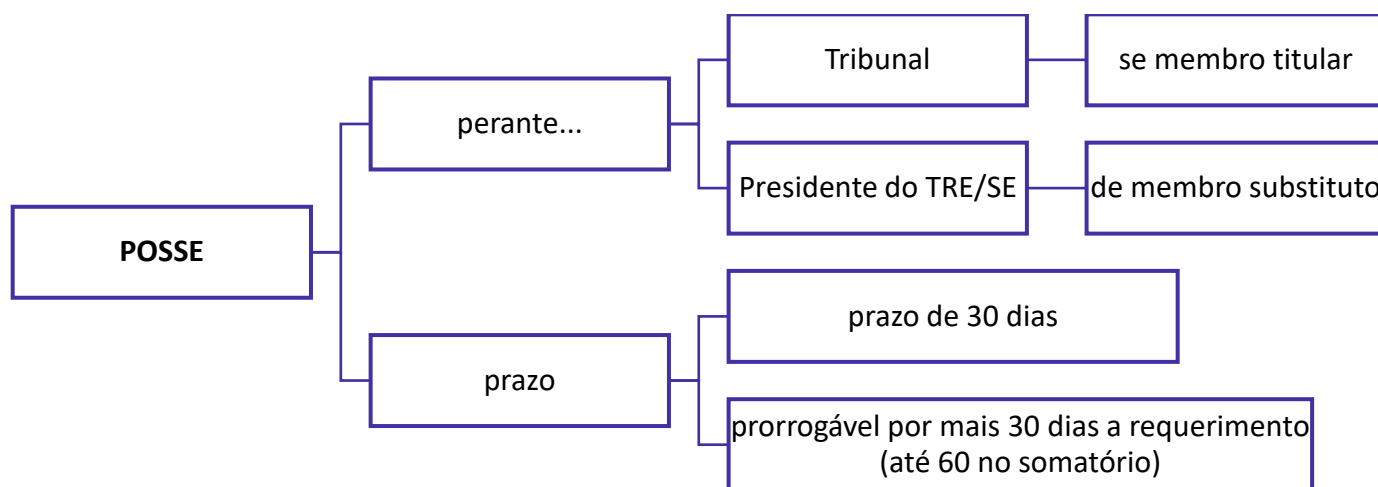 POSSE
perante...
Tribunal
se membro titular
Presidente do TRE/SE
de membro substituto
prazo
prazo de 30 dias
prorrogável por mais 30 dias a requerimento
(até 60 no somatório)